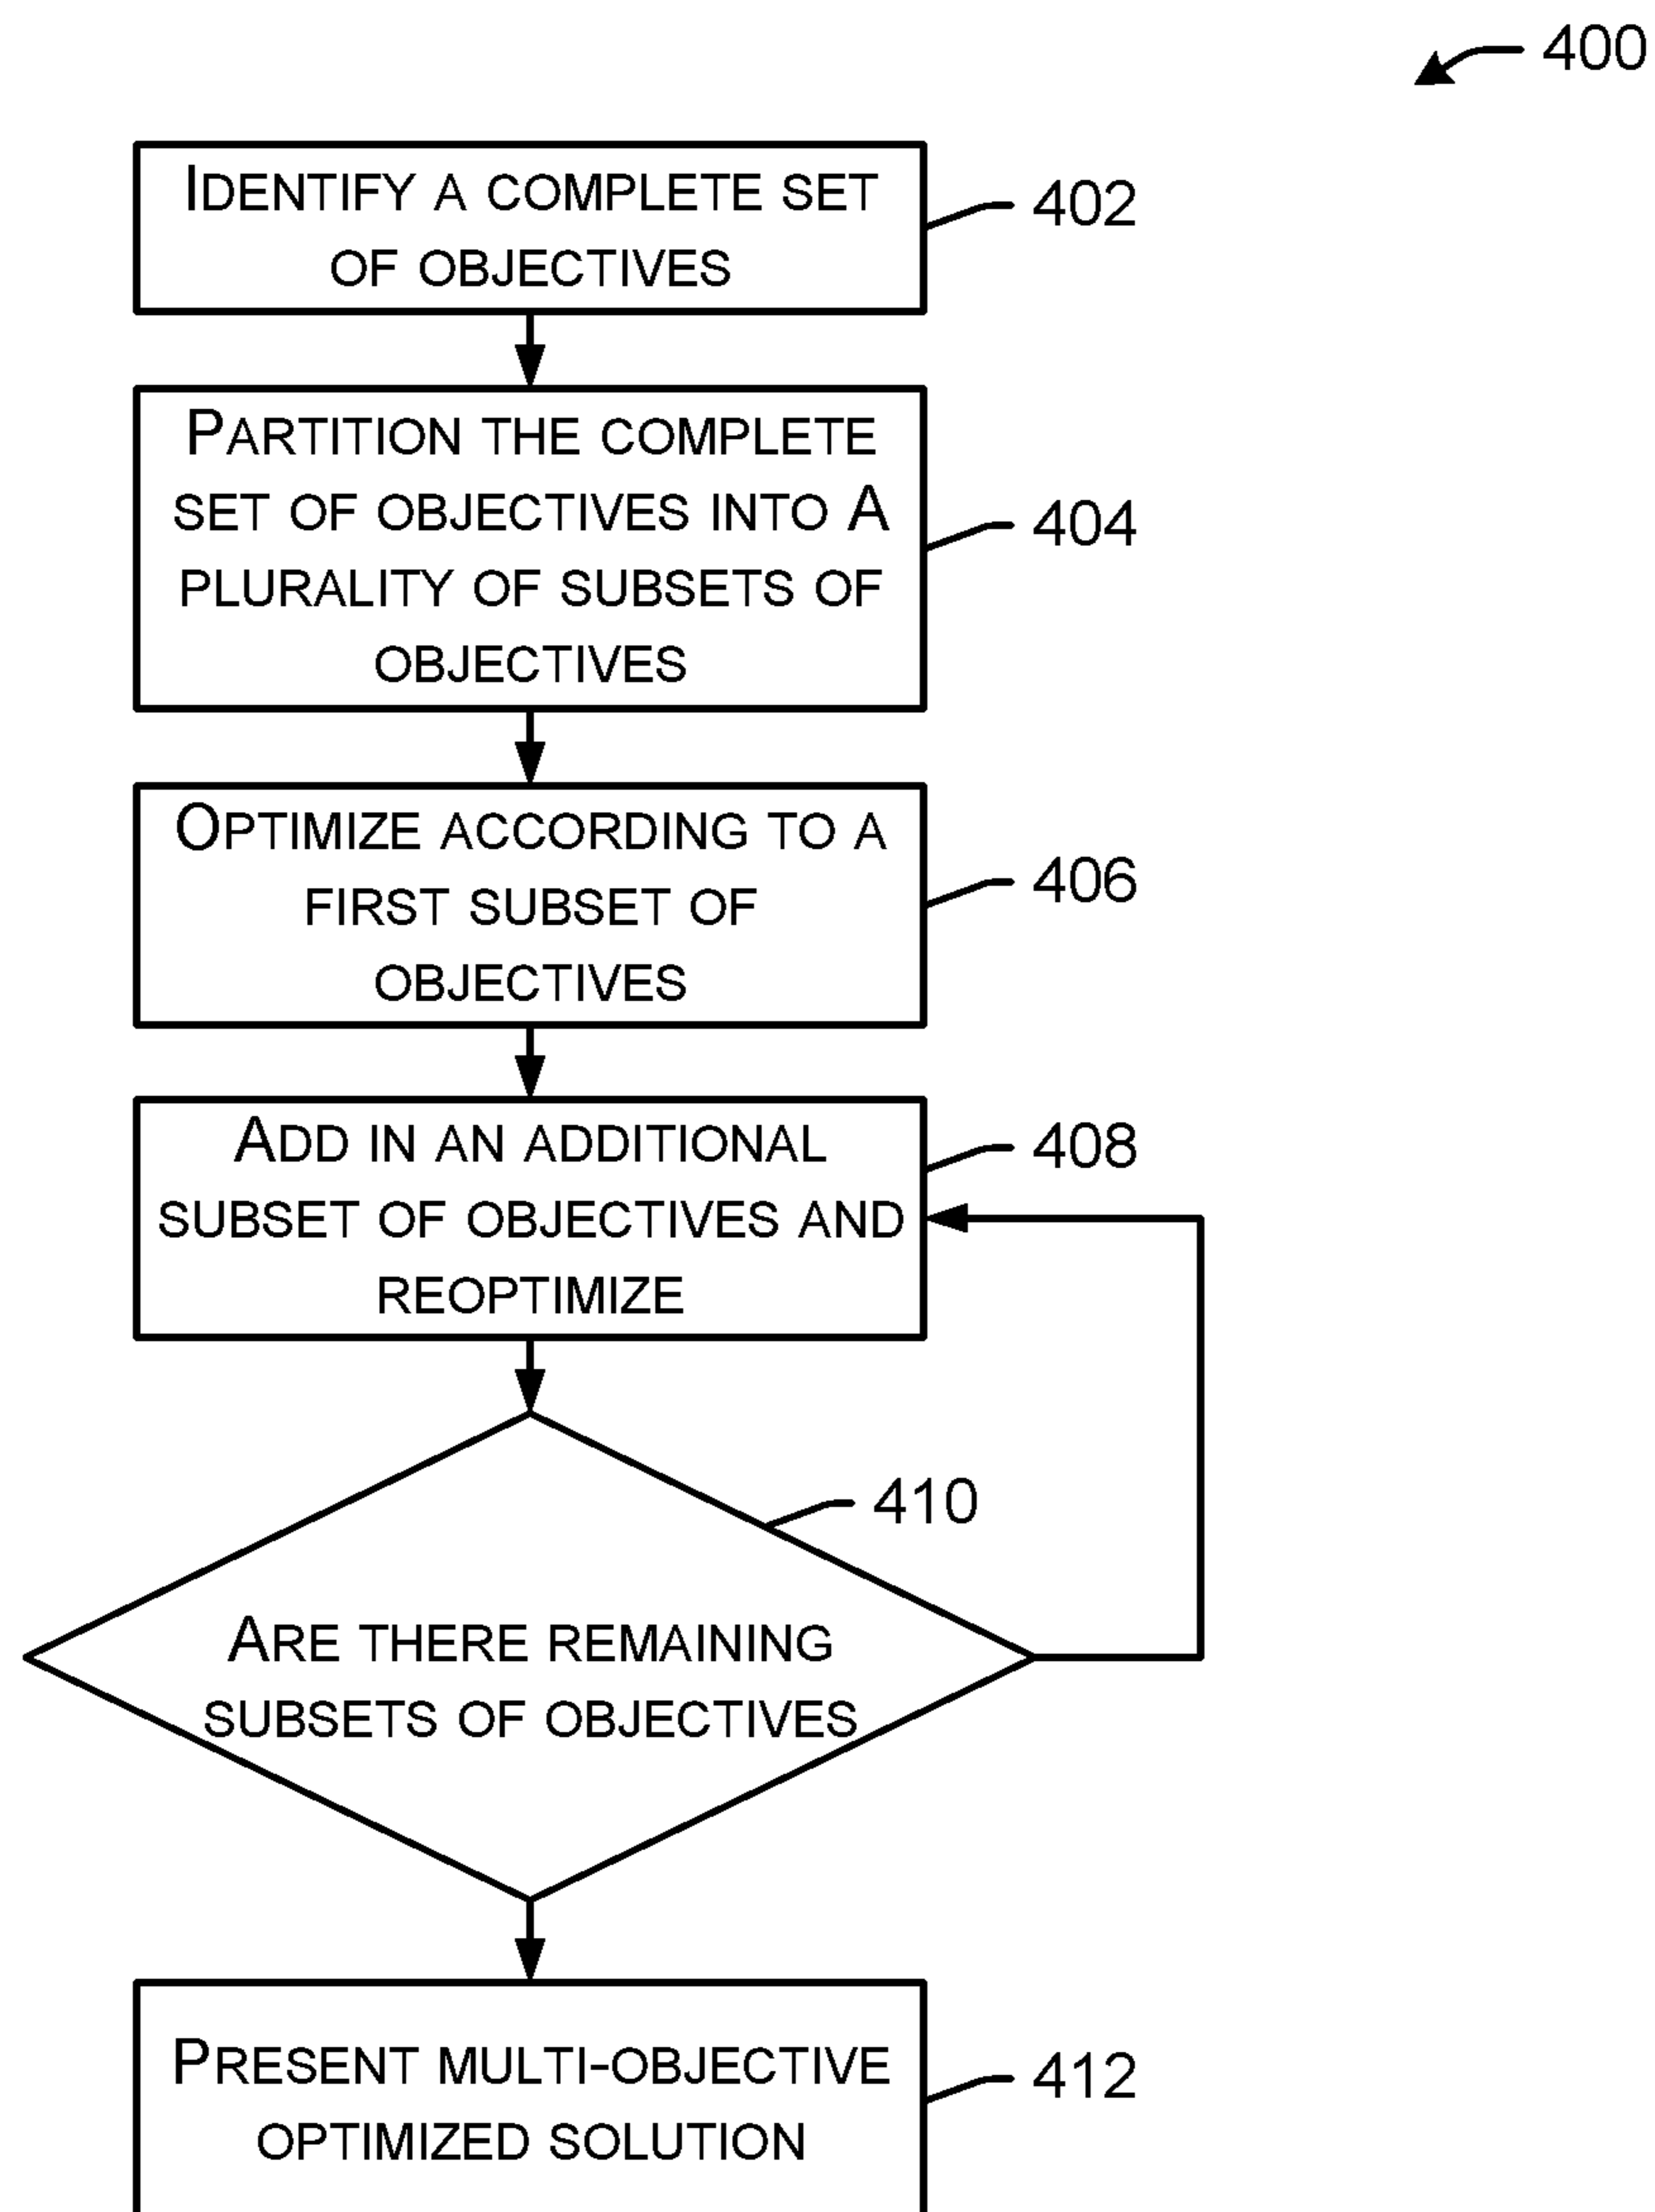 400
IDENTIFY A COMPLETE SET
OF OBJECTIVES
402
PARTITION THE COMPLETE
SET OF OBJECTIVES INTO A
PLURALITY OF SUBSETS OF
OBJECTIVES
404
OPTIMIZE ACCORDING TO A
FIRST SUBSET OF
OBJECTIVES
406
ADD IN AN ADDITIONAL
SUBSET OF OBJECTIVES AND
REOPTIMIZE
408
410
ARE THERE REMAINING
SUBSETS OF OBJECTIVES
PRESENT MULTI-OBJECTIVE
OPTIMIZED SOLUTION
412